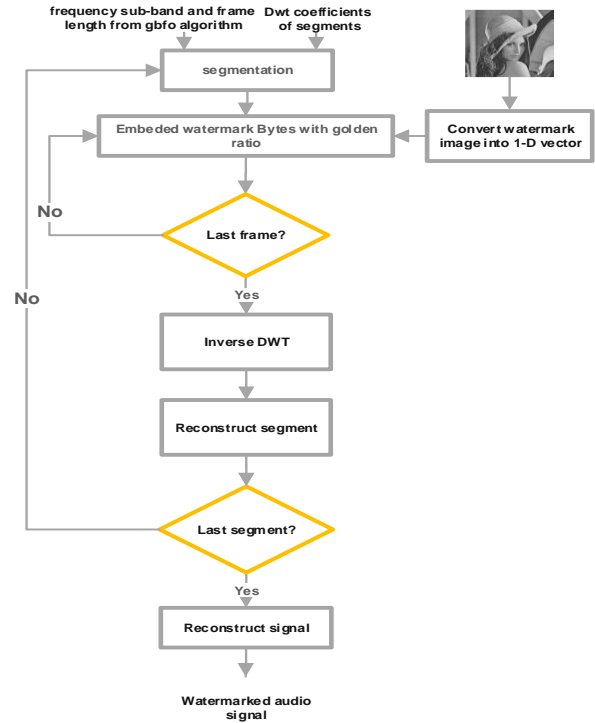 frequency sub-band and frame
length from gbfo algorithm
Dwt coefficients
of segments
segmentation
Embeded watermark Bytes with golden
ratio
Convert watermark
image into 1-D vector
No
Last frame?
Yes
No
Inverse DWT
Reconstruct segment
Last segment?
Yes
Reconstruct signal
Watermarked audio
signal